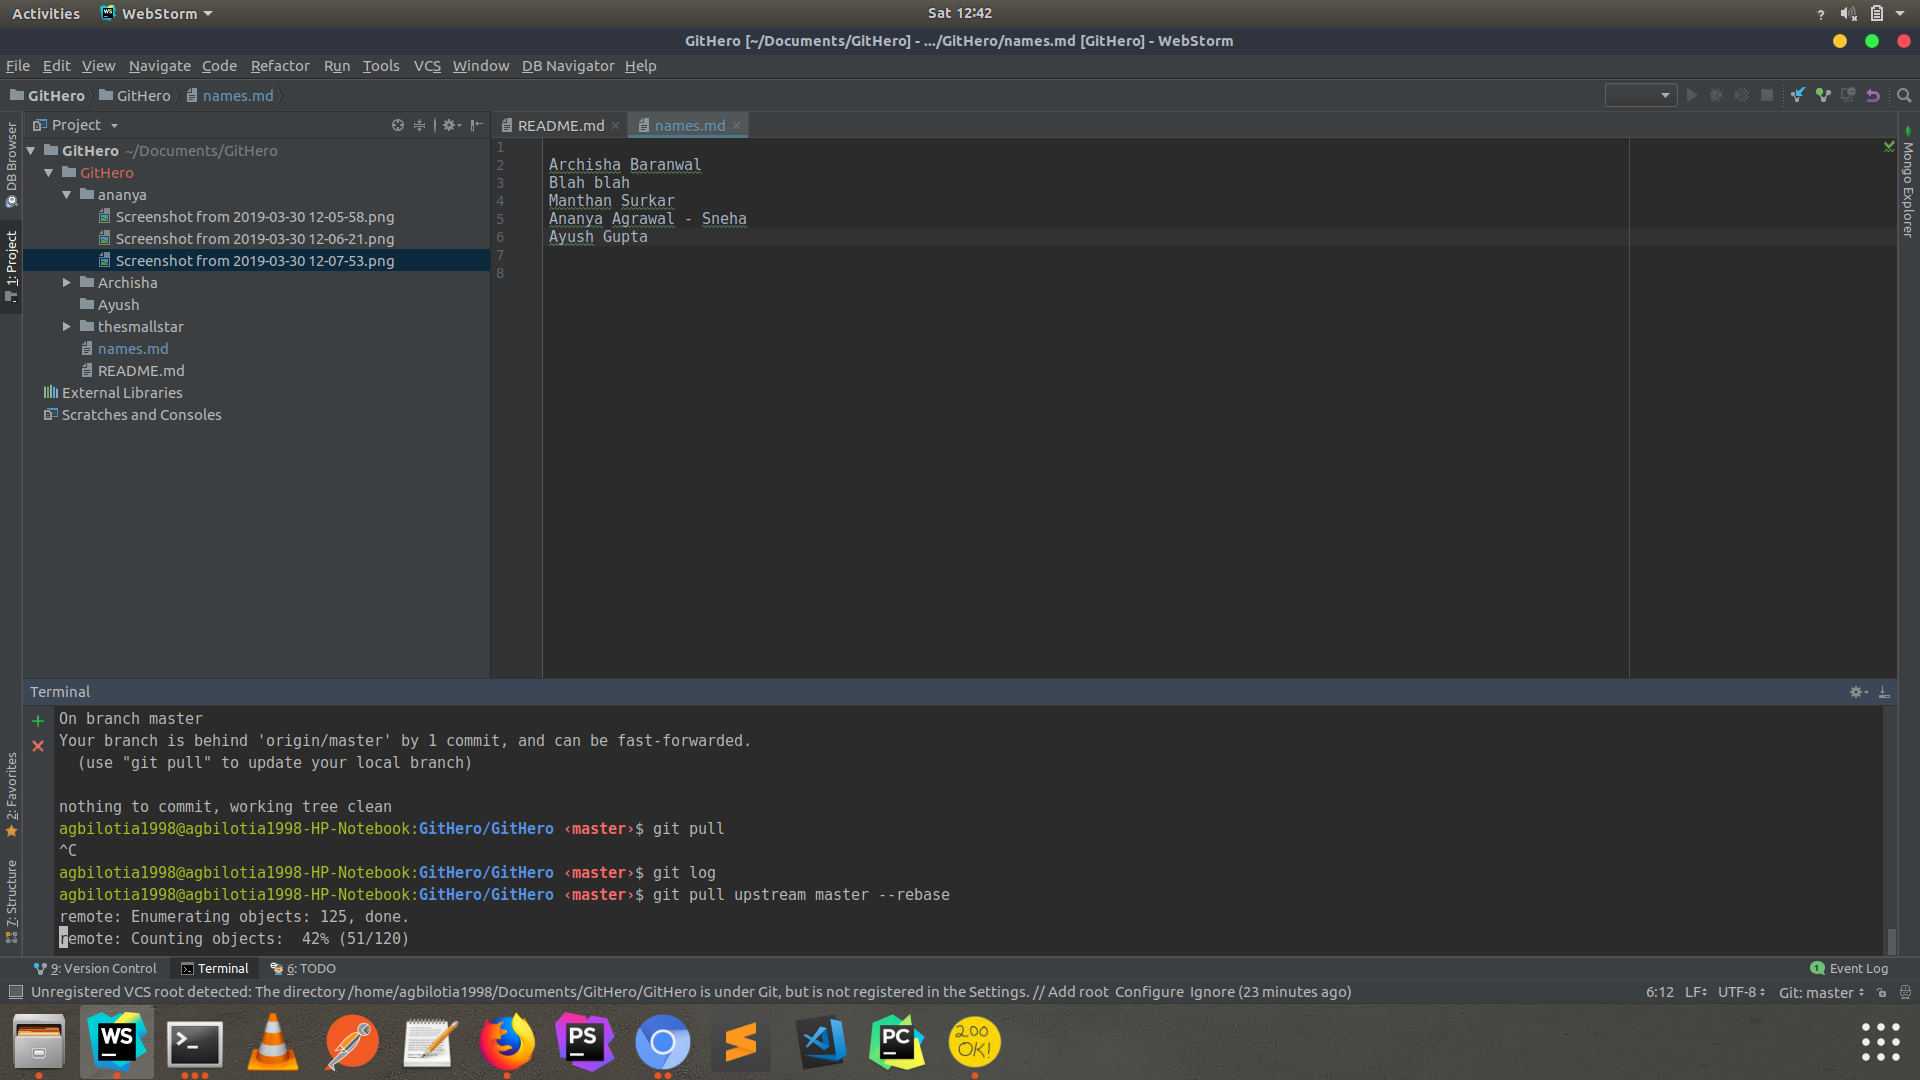 Activities WebStorm Sat 12:42 ?
GitHero [~/Documents/GitHero] - .../GitHero/names.md [GitHero] - WebStorm
File Edit View Navigate Code Refactor Run Tools VCS Window DB Navigator Help
GitHero GitHero names.md
DB Browser
1: Project
2: Favorites
7: Structure
Project
GitHero ~/Documents/GitHero
GitHero
ananya
Screenshot from 2019-03-30 12-05-58.png
Screenshot from 2019-03-30 12-06-21.png
Screenshot from 2019-03-30 12-07-53.png
Archisha
Ayush
thesmallstar
names.md
README.md
External Libraries
Scratches and Consoles
README.md names.md
1
2 Archisha Baranwal
3 Blah blah
4 Manthan Surkar
5 Ananya Agrawal - Sneha
6 Ayush Gupta
7
8
Mongo Explorer
Terminal
On branch master
Your branch is behind 'origin/master' by 1 commit, and can be fast-forwarded.
(use "git pull" to update your local branch)
nothing to commit, working tree clean
agbilotia1998@agbilotia1998-HP-Notebook:GitHero/GitHero ‹master›$ git pull
^C
agbilotia1998@agbilotia1998-HP-Notebook:GitHero/GitHero ‹master›$ git log
agbilotia1998@agbilotia1998-HP-Notebook:GitHero/GitHero ‹master›$ git pull upstream master --rebase
remote: Enumerating objects: 125, done.
remote: Counting objects:  42% (51/120)
9: Version Control Terminal 6: TODO 1 Event Log
Unregistered VCS root detected: The directory /home/agbilotia1998/Documents/GitHero/GitHero is under Git, but is not registered in the Settings. // Add root Configure Ignore (23 minutes ago) 6:12 LF UTF-8 Git: master
WS PS PC 200 OK!